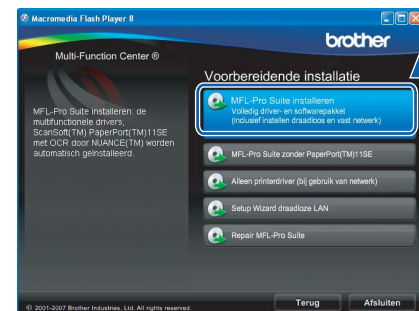 Macromedia Flash Player 8
brother
Multi-Function Center ®
MFL-Pro Suite installeren: de
multifunctionele drivers,
ScanSoft(TM) PaperPort(TM)11SE
met OCR door NUANCE(TM) worden
automatisch geïnstalleerd.
Voorbereidende installatie
MFL-Pro Suite installeren
Volledig driver- en softwarepakket
(inclusief instellen draadloos en vast netwerk)
MFL-Pro Suite zonder PaperPort(TM)11SE
Alleen printerdriver (bij gebruik van netwerk)
Setup Wizard draadloze LAN
Repair MFL-Pro Suite
© 2001-2007 Brother Industries, Ltd. All rights reserved.
Terug
Afsluiten